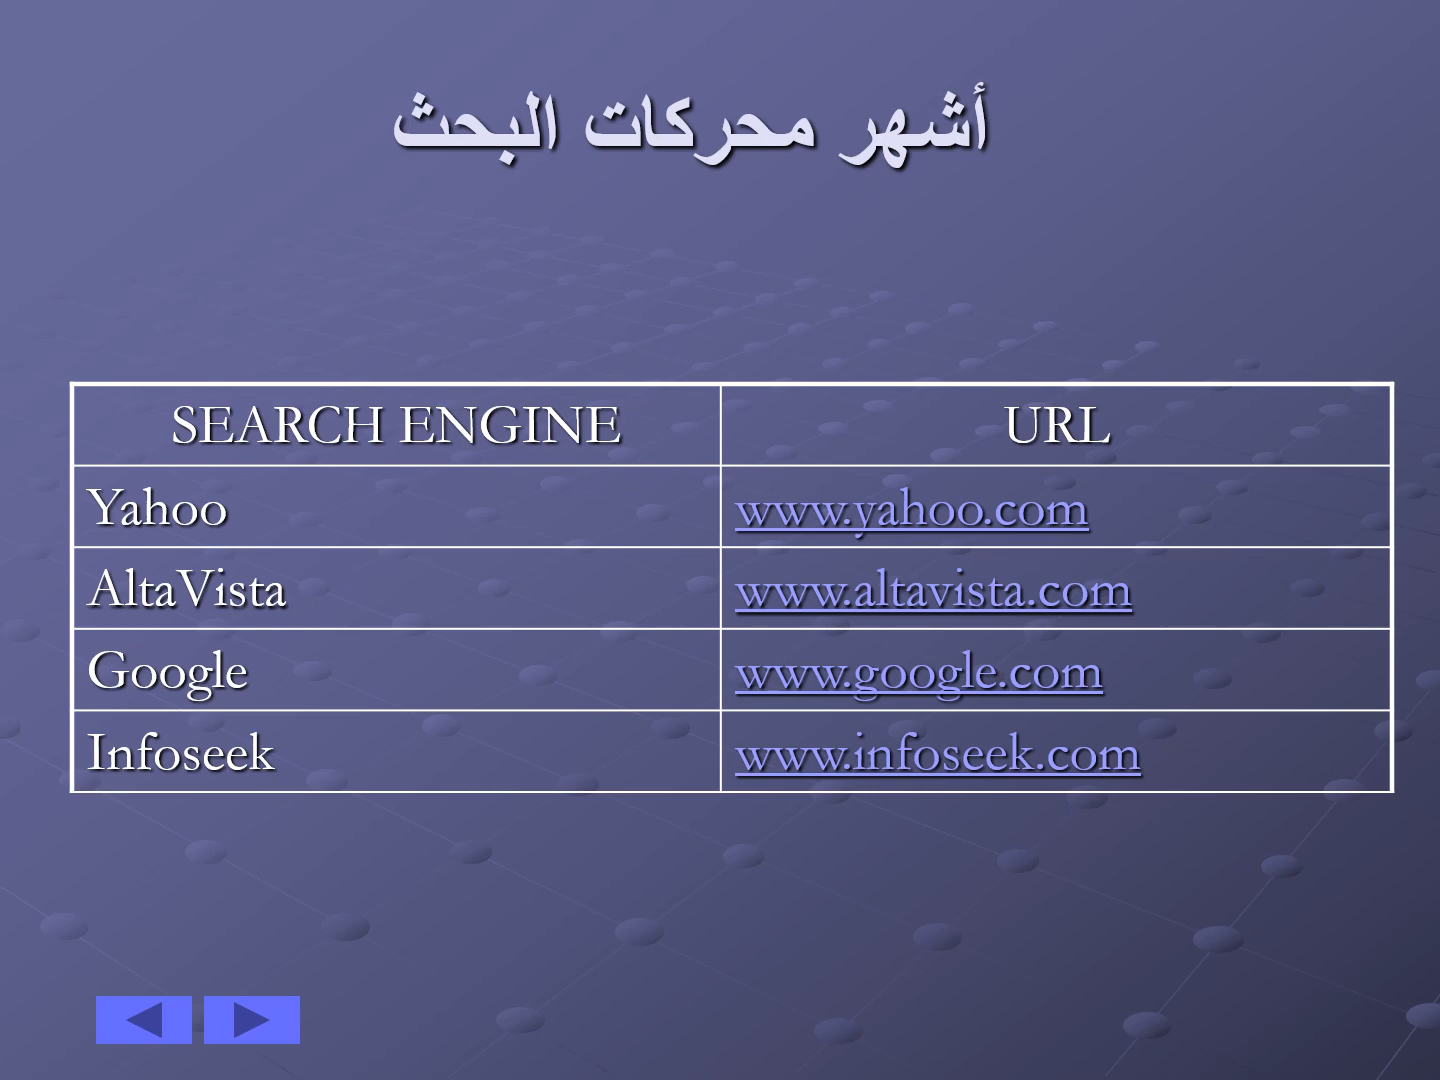 أشهر محركات البحث
SEARCH ENGINE URL
Yahoo www.yahoo.com
AltaVista www.altavista.com
Google www.google.com
Infoseek www.infoseek.com